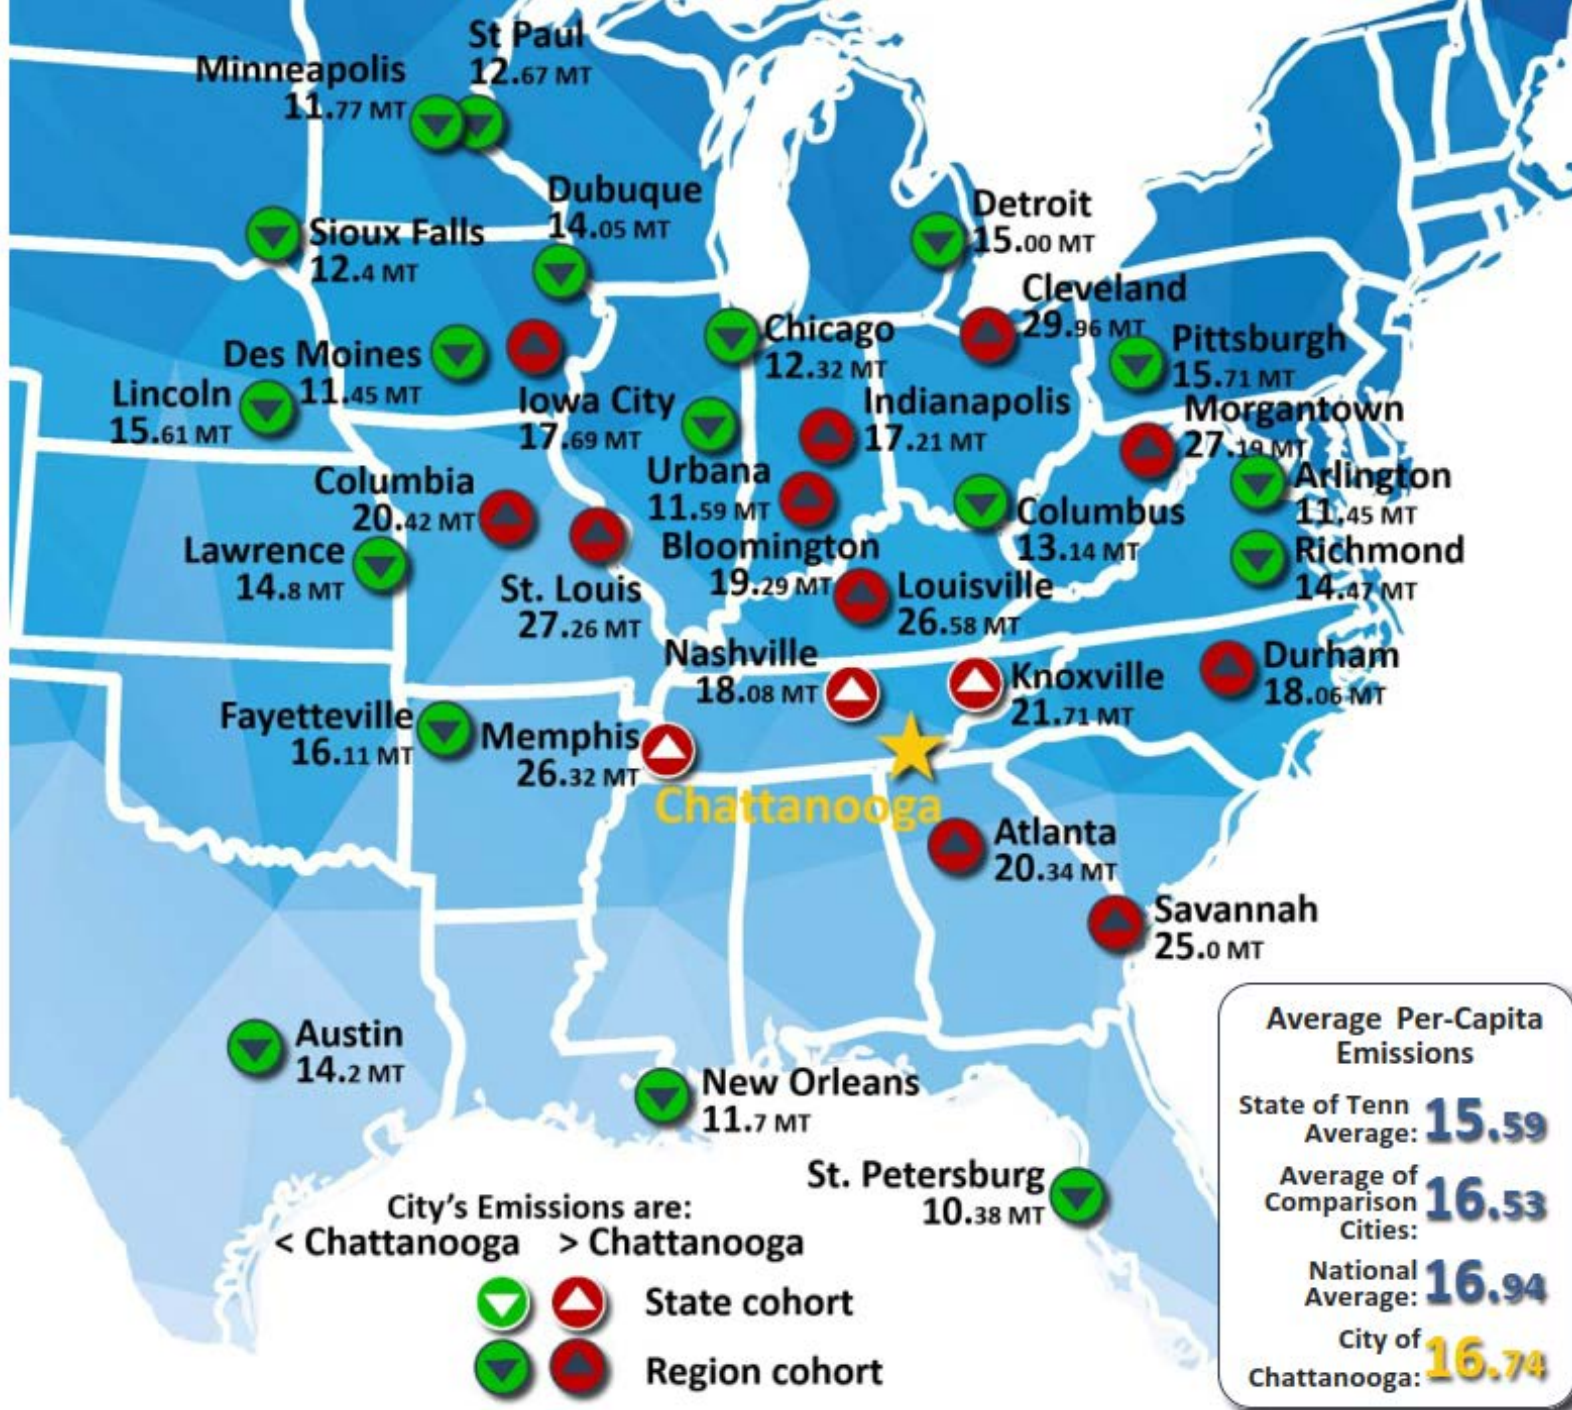 St Paul
12.67 MT
Minneapolis
11.77 MT
Dubuque
14.05 MT
Sioux Falls
12.4 MT
Detroit
15.00 MT
Cleveland
29.96 MT
Chicago
12.32 MT
Pittsburgh
15.71 MT
Des Moines
11.45 MT
Lincoln
15.61 MT
Iowa City
17.69 MT
Indianapolis
17.21 MT
Morgantown
27.19 MT
Urbana
11.59 MT
Columbia
20.42 MT
Arlington
11.45 MT
Columbus
13.14 MT
Bloomington
19.29 MT
Lawrence
14.8 MT
Richmond
14.47 MT
St. Louis
27.26 MT
Louisville
26.58 MT
Nashville
18.08 MT
Knoxville
21.71 MT
Durham
18.06 MT
Fayetteville
16.11 MT
Memphis
26.32 MT
Chattanooga
Atlanta
20.34 MT
Savannah
25.0 MT
Austin
14.2 MT
New Orleans
11.7 MT
St. Petersburg
10.38 MT
City's Emissions are:
< Chattanooga > Chattanooga
State cohort
Region cohort
Average Per-Capita
Emissions
State of Tenn
Average: 15.59
Average of
Comparison
Cities: 16.53
National
Average: 16.94
City of
Chattanooga: 16.74